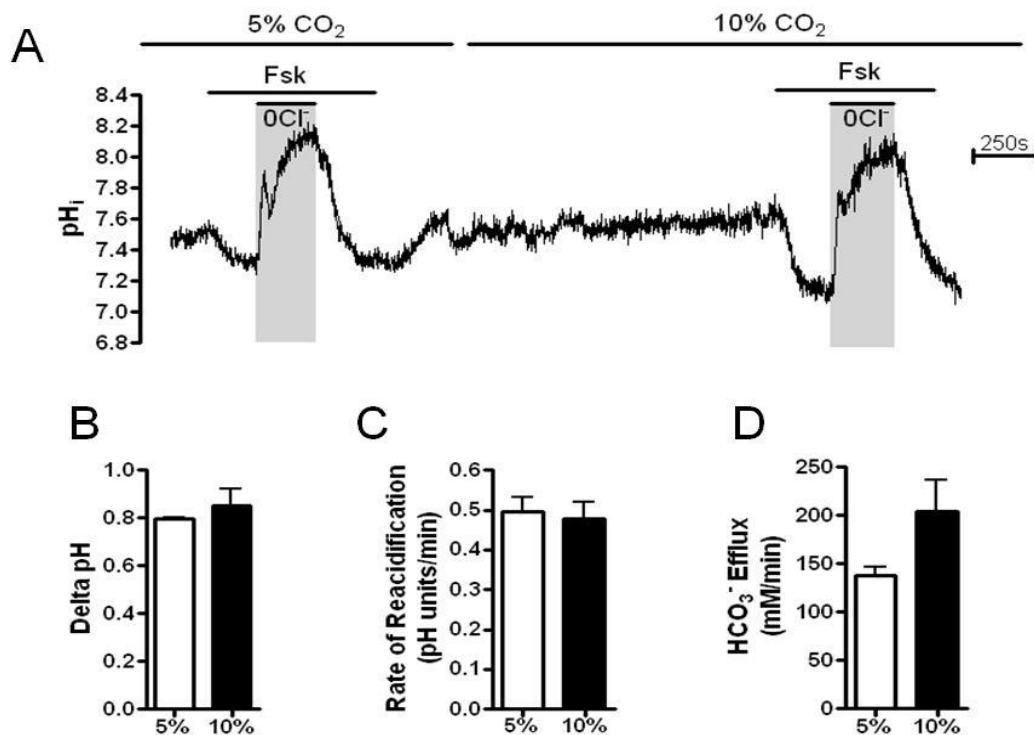 A
5% CO₂
10% CO₂
Fsk
Fsk
0Cl⁻
0Cl⁻
250s
pHᵢ
8.4
8.2
8.0
7.8
7.6
7.4
7.2
7.0
6.8
B
Delta pH
1.0
0.8
0.6
0.4
0.2
0.0
5%
10%
C
Rate of Reacidification
(pH units/min)
0.6
0.5
0.4
0.3
0.2
0.1
0.0
5%
10%
D
HCO₃⁻ Efflux
(mM/min)
250
200
150
100
50
0
5%
10%